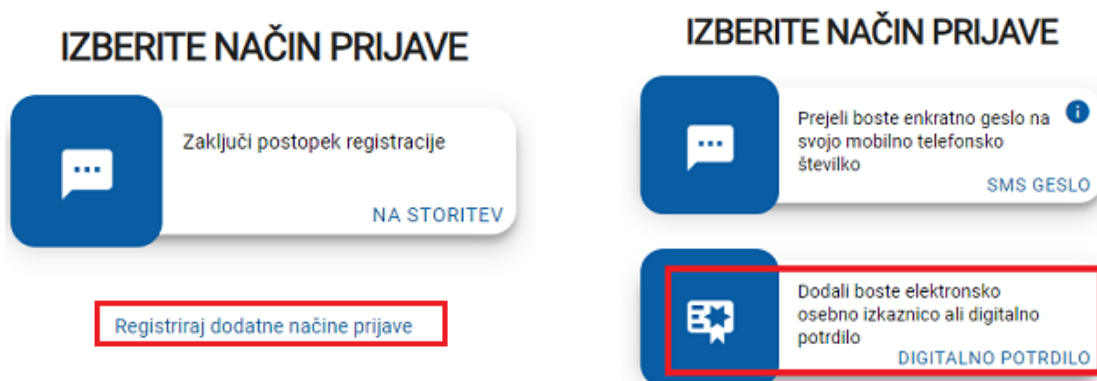 IZBERITE NAČIN PRIJAVE
Zaključi postopek registracije
NA STORITEV
Registriraj dodatne načine prijave
IZBERITE NAČIN PRIJAVE
Prejeli boste enkratno geslo na
svojo mobilno telefonsko
številko
SMS GESLO
Dodali boste elektronsko
osebno izkaznico ali digitalno
potrdilo
DIGITALNO POTRDILO